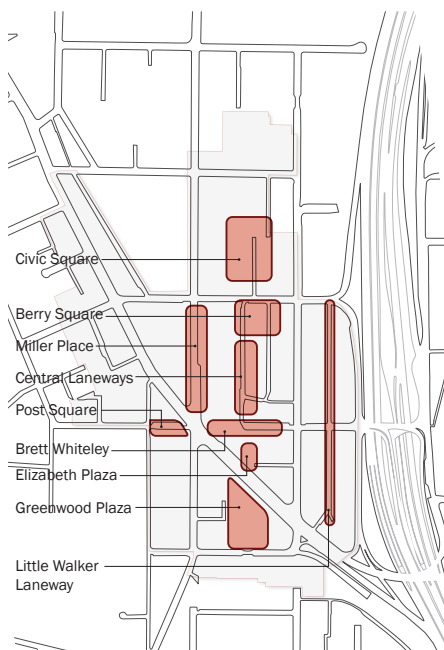 Civic Square
Berry Square
Miller Place
Central Laneways
Post Square
Brett Whiteley
Elizabeth Plaza
Greenwood Plaza
Little Walker
Laneway